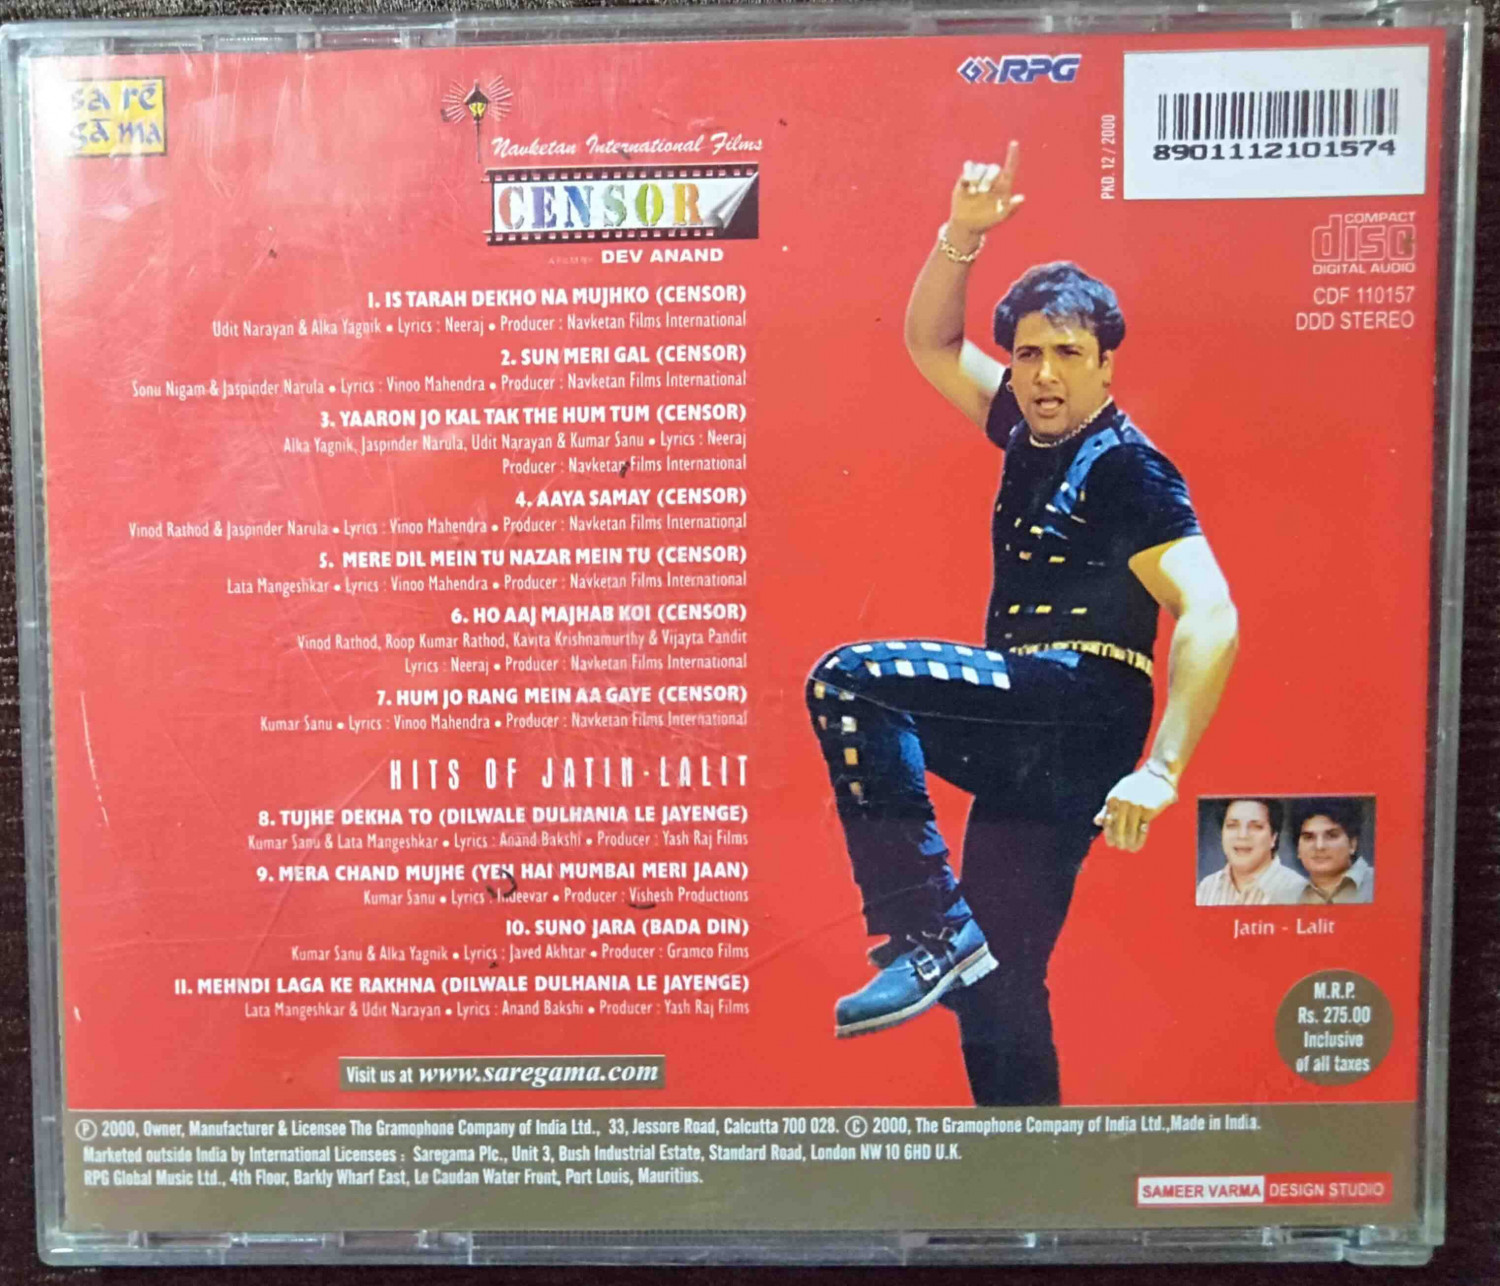 sa re
ga ma
Navketan International Films
CENSOR
A FILM BY DEV ANAND
1. IS TARAH DEKHO NA MUJHKO (CENSOR)
Udit Narayan & Alka Yagnik • Lyrics : Neeraj • Producer : Navketan Films International
2. SUN MERI GAL (CENSOR)
Sonu Nigam & Jaspinder Narula • Lyrics : Vinoo Mahendra • Producer : Navketan Films International
3. YAARON JO KAL TAK THE HUM TUM (CENSOR)
Alka Yagnik, Jaspinder Narula, Udit Narayan & Kumar Sanu • Lyrics : Neeraj
Producer : Navketan Films International
4. AAYA SAMAY (CENSOR)
Vinod Rathod & Jaspinder Narula • Lyrics : Vinoo Mahendra • Producer : Navketan Films International
5. MERE DIL MEIN TU NAZAR MEIN TU (CENSOR)
Lata Mangeshkar • Lyrics : Vinoo Mahendra • Producer : Navketan Films International
6. HO AAJ MAJHAB KOI (CENSOR)
Vinod Rathod, Roop Kumar Rathod, Kavita Krishnamurthy & Vijayta Pandit
Lyrics : Neeraj • Producer : Navketan Films International
7. HUM JO RANG MEIN AA GAYE (CENSOR)
Kumar Sanu • Lyrics : Vinoo Mahendra • Producer : Navketan Films International
HITS OF JATIN-LALIT
8. TUJHE DEKHA TO (DILWALE DULHANIA LE JAYENGE)
Kumar Sanu & Lata Mangeshkar • Lyrics : Anand Bakshi • Producer : Yash Raj Films
9. MERA CHAND MUJHE (YEH HAI MUMBAI MERI JAAN)
Kumar Sanu • Lyrics : Indeevar • Producer : Vishesh Productions
10. SUNO JARA (BADA DIN)
Kumar Sanu & Alka Yagnik • Lyrics : Javed Akhtar • Producer : Gramco Films
11. MEHNDI LAGA KE RAKHNA (DILWALE DULHANIA LE JAYENGE)
Lata Mangeshkar & Udit Narayan • Lyrics : Anand Bakshi • Producer : Yash Raj Films
Visit us at www.saregama.com
RPG
PKD. 12 / 2000
8901112101574
COMPACT
disc
DIGITAL AUDIO
CDF 110157
DDD STEREO
Jatin - Lalit
M.R.P.
Rs. 275.00
Inclusive
of all taxes
Ⓟ 2000, Owner, Manufacturer & Licensee The Gramophone Company of India Ltd., 33, Jessore Road, Calcutta 700 028. © 2000, The Gramophone Company of India Ltd.,Made in India.
Marketed outside India by International Licensees : Saregama Plc., Unit 3, Bush Industrial Estate, Standard Road, London NW 10 6HD U.K.
RPG Global Music Ltd., 4th Floor, Barkly Wharf East, Le Caudan Water Front, Port Louis, Mauritius.
SAMEER VARMA DESIGN STUDIO